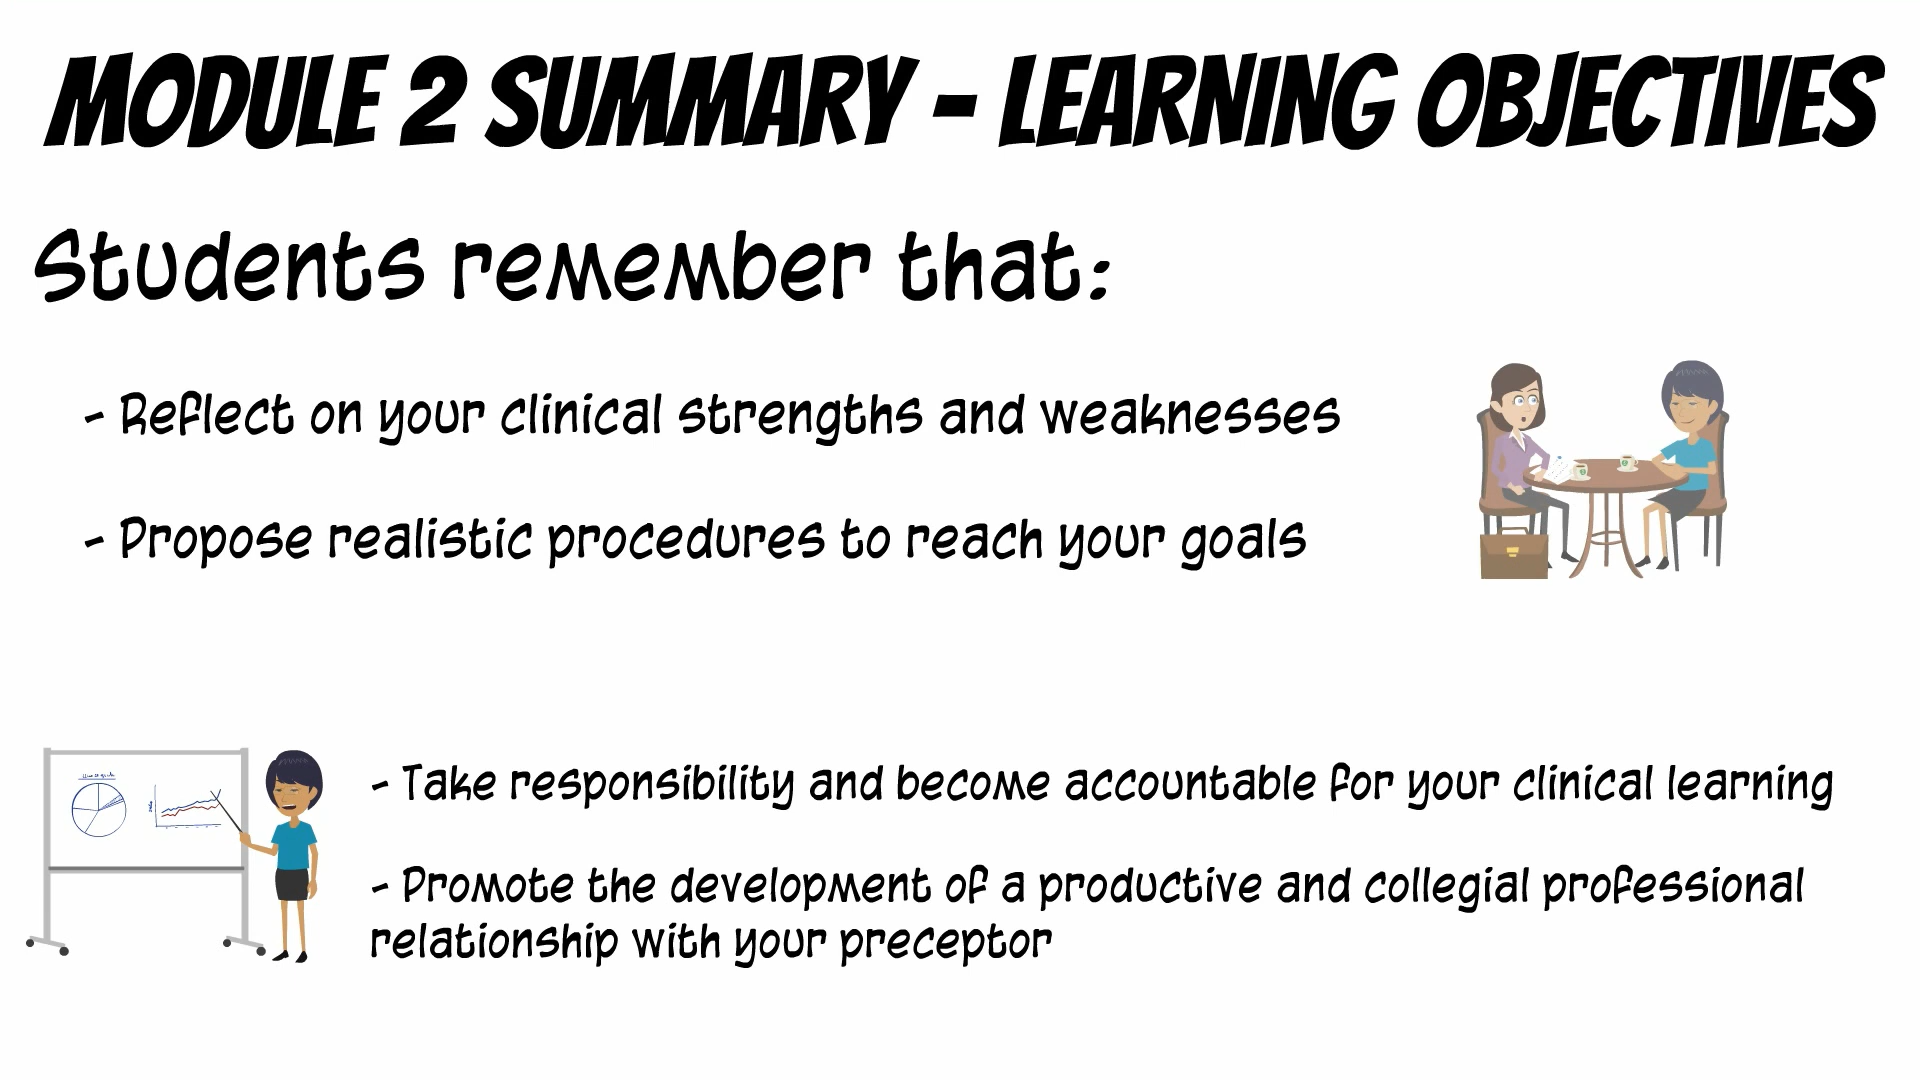 MODULE 2 SUMMARY - LEARNING OBJECTIVES
Students remember that:
- Reflect on your clinical strengths and weaknesses
- Propose realistic procedures to reach your goals
- Take responsibility and become accountable for your clinical learning
- Promote the development of a productive and collegial professional
relationship with your preceptor